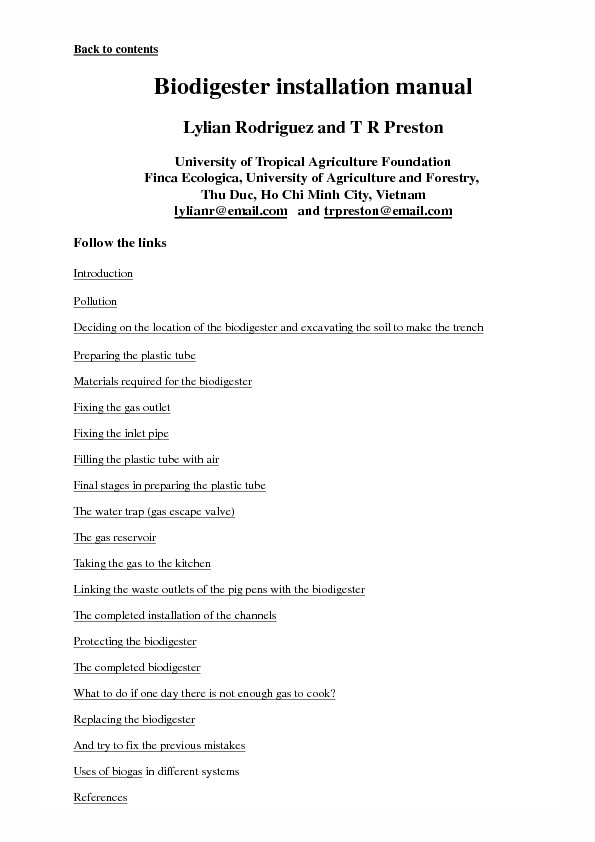 Back to contents
Biodigester installation manual
Lylian Rodriguez and T R Preston
University of Tropical Agriculture Foundation
Finca Ecologica, University of Agriculture and Forestry,
Thu Duc, Ho Chi Minh City, Vietnam
lylianr@email.com and trpreston@email.com
Follow the links
Introduction
Pollution
Deciding on the location of the biodigester and excavating the soil to make the trench
Preparing the plastic tube
Materials required for the biodigester
Fixing the gas outlet
Fixing the inlet pipe
Filling the plastic tube with air
Final stages in preparing the plastic tube
The water trap (gas escape valve)
The gas reservoir
Taking the gas to the kitchen
Linking the waste outlets of the pig pens with the biodigester
The completed installation of the channels
Protecting the biodigester
The completed biodigester
What to do if one day there is not enough gas to cook?
Replacing the biodigester
And try to fix the previous mistakes
Uses of biogas in different systems
References